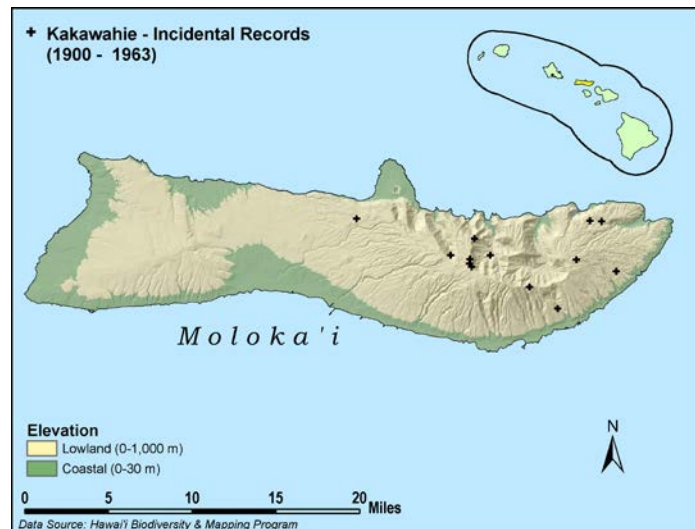 + Kakawahie - Incidental Records
(1900 - 1963)
Moloka'i
Elevation
Lowland (0-1,000 m)
Coastal (0-30 m)
N
0 5 10 15 20
Miles
Data Source: Hawai'i Biodiversity & Mapping Program